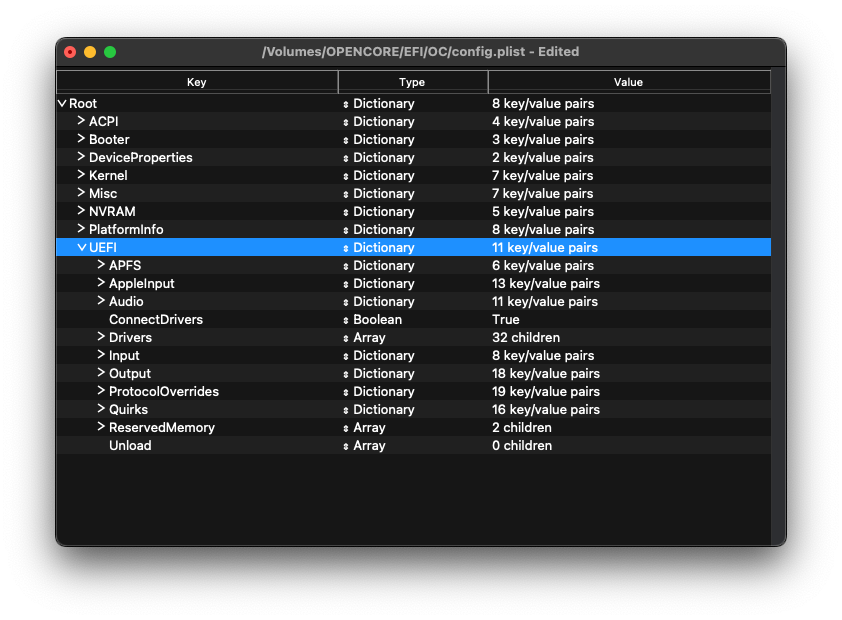 /Volumes/OPENCORE/EFI/OC/config.plist - Edited
Key Type Value
Root Dictionary 8 key/value pairs
ACPI Dictionary 4 key/value pairs
Booter Dictionary 3 key/value pairs
DeviceProperties Dictionary 2 key/value pairs
Kernel Dictionary 7 key/value pairs
Misc Dictionary 7 key/value pairs
NVRAM Dictionary 5 key/value pairs
PlatformInfo Dictionary 8 key/value pairs
UEFI Dictionary 11 key/value pairs
APFS Dictionary 6 key/value pairs
AppleInput Dictionary 13 key/value pairs
Audio Dictionary 11 key/value pairs
ConnectDrivers Boolean True
Drivers Array 32 children
Input Dictionary 8 key/value pairs
Output Dictionary 18 key/value pairs
ProtocolOverrides Dictionary 19 key/value pairs
Quirks Dictionary 16 key/value pairs
ReservedMemory Array 2 children
Unload Array 0 children